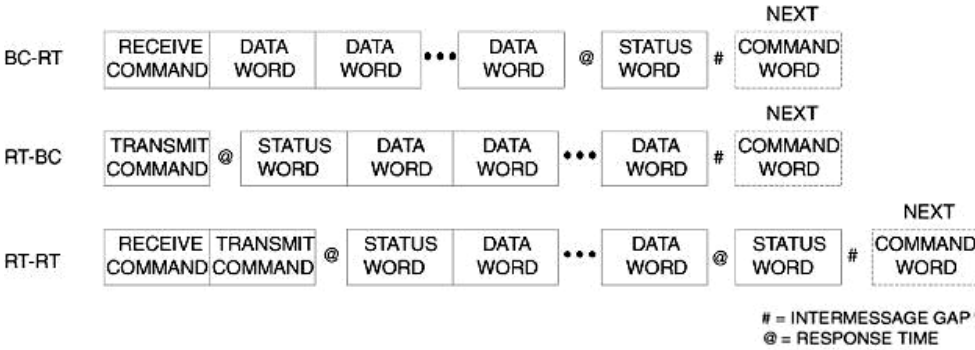 NEXT
BC-RT RECEIVE COMMAND DATA WORD DATA WORD ••• DATA WORD @ STATUS WORD # COMMAND WORD
NEXT
RT-BC TRANSMIT COMMAND @ STATUS WORD DATA WORD DATA WORD ••• DATA WORD # COMMAND WORD
NEXT
RT-RT RECEIVE COMMAND TRANSMIT COMMAND @ STATUS WORD DATA WORD ••• DATA WORD @ STATUS WORD # COMMAND WORD
# = INTERMESSAGE GAP
@ = RESPONSE TIME